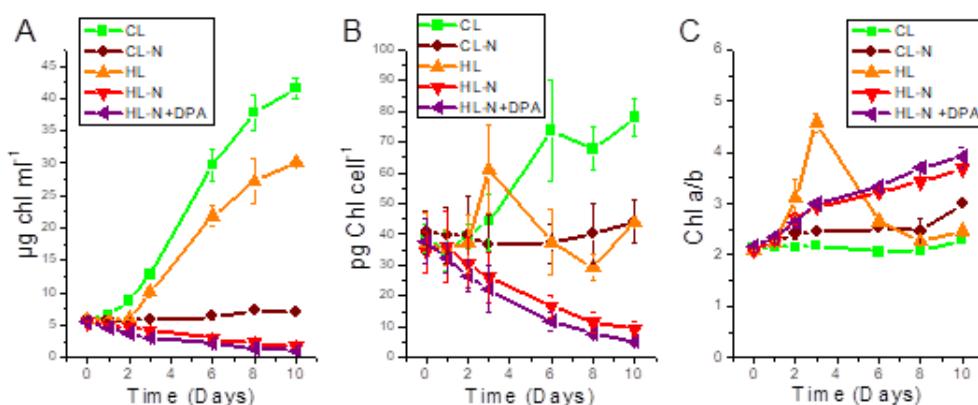 A
CL
CL-N
HL
HL-N
HL-N+DPA
µg chl ml⁻¹
45
40
35
30
25
20
15
10
5
0
0 2 4 6 8 10
Time (Days)
B
CL
CL-N
HL
HL-N
HL-N+DPA
pg Chl cell⁻¹
100
90
80
70
60
50
40
30
20
10
0
0 2 4 6 8 10
Time (Days)
C
CL
CL-N
HL
HL-N
HL-N +DPA
Chl a/b
6
5
4
3
2
1
0
0 2 4 6 8 10
Time (Days)